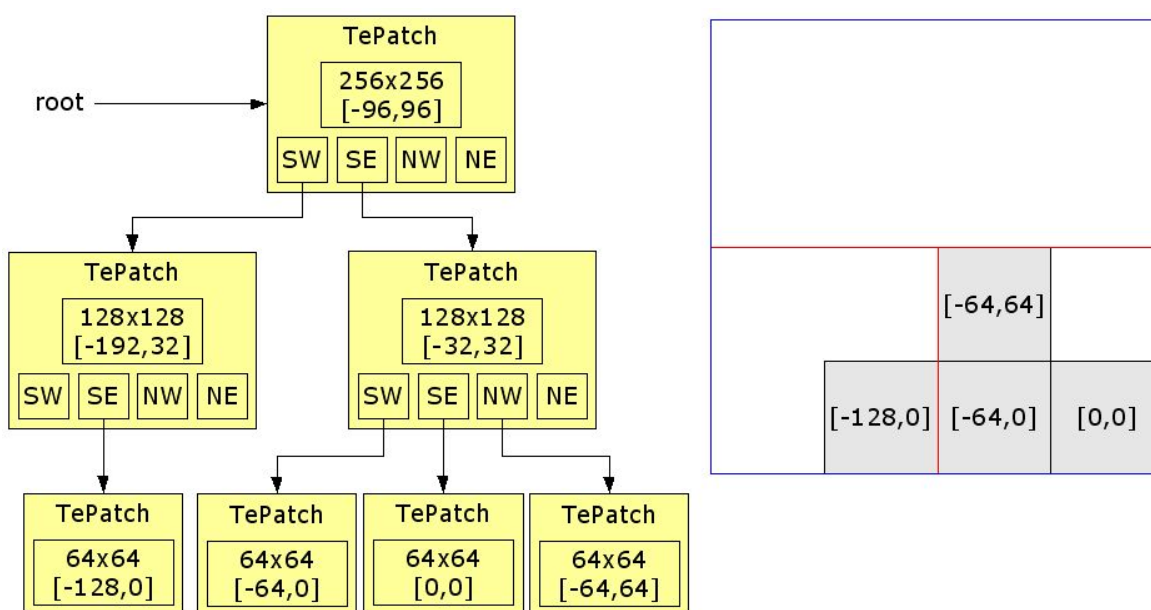 TePatch
root
256x256
[-96,96]
SW SE NW NE
TePatch
128x128
[-192,32]
SW SE NW NE
TePatch
128x128
[-32,32]
SW SE NW NE
TePatch
64x64
[-128,0]
TePatch
64x64
[-64,0]
TePatch
64x64
[0,0]
TePatch
64x64
[-64,64]
[-64,64]
[-128,0] [-64,0] [0,0]